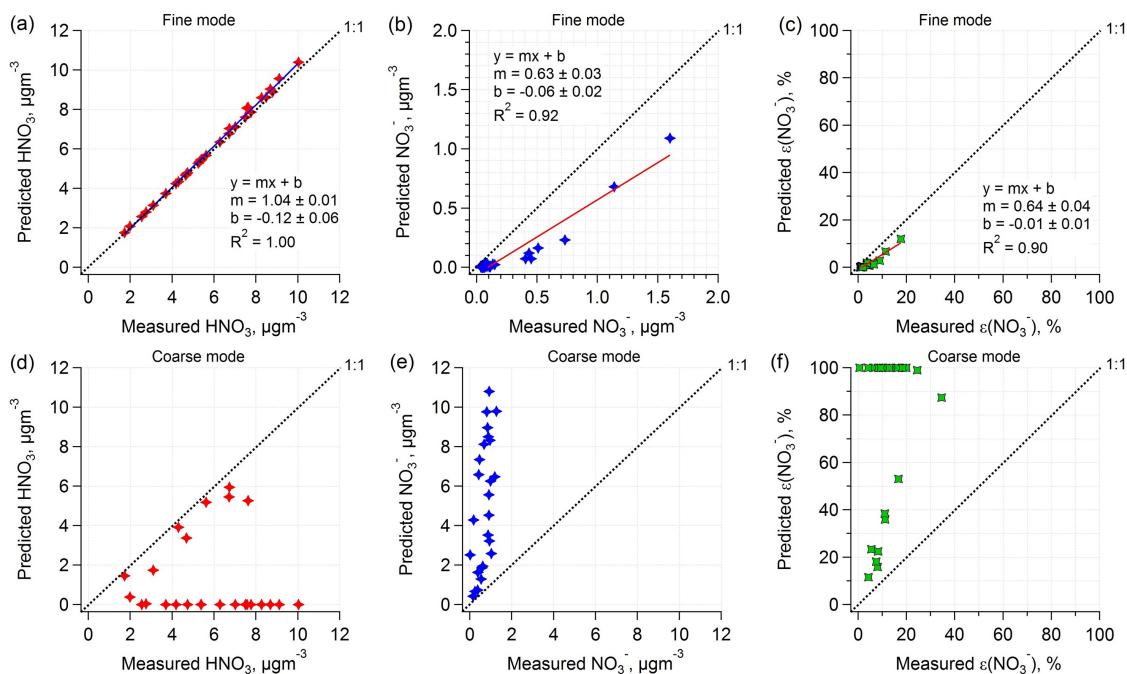 (a)
Fine mode
1:1
12
10
8
6
4
2
0
Predicted HNO₃, µgm⁻³
y = mx + b
m = 1.04 ± 0.01
b = -0.12 ± 0.06
R² = 1.00
0 2 4 6 8 10 12
Measured HNO₃, µgm⁻³
(b)
Fine mode
1:1
2.0
1.5
1.0
0.5
0.0
Predicted NO₃⁻, µgm⁻³
y = mx + b
m = 0.63 ± 0.03
b = -0.06 ± 0.02
R² = 0.92
0.0 0.5 1.0 1.5 2.0
Measured NO₃⁻, µgm⁻³
(c)
Fine mode
1:1
100
80
60
40
20
0
Predicted ε(NO₃⁻), %
y = mx + b
m = 0.64 ± 0.04
b = -0.01 ± 0.01
R² = 0.90
0 20 40 60 80 100
Measured ε(NO₃⁻), %
(d)
Coarse mode
1:1
12
10
8
6
4
2
0
Predicted HNO₃, µgm⁻³
0 2 4 6 8 10 12
Measured HNO₃, µgm⁻³
(e)
Coarse mode
1:1
12
10
8
6
4
2
0
Predicted NO₃⁻, µgm⁻³
0 2 4 6 8 10 12
Measured NO₃⁻, µgm⁻³
(f)
Coarse mode
1:1
100
80
60
40
20
0
Predicted ε(NO₃⁻), %
0 20 40 60 80 100
Measured ε(NO₃⁻), %